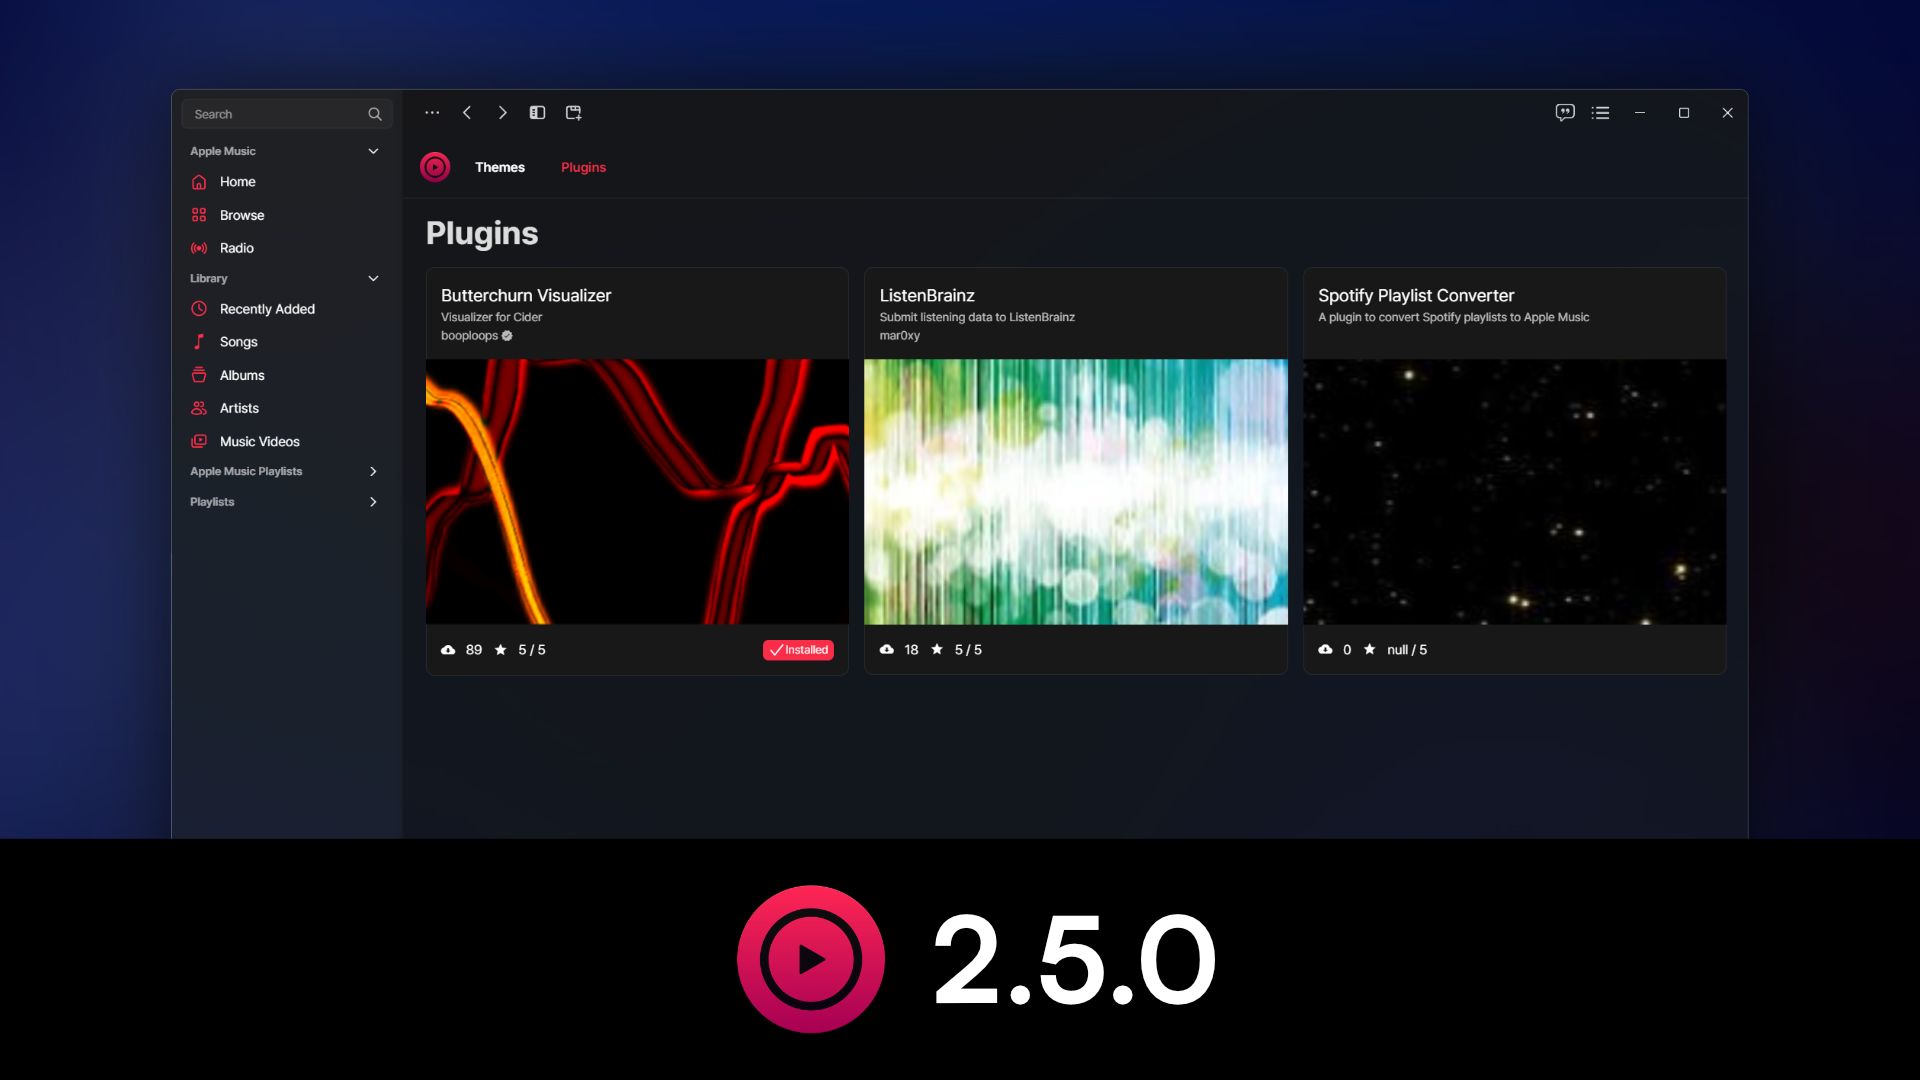 Search
Apple Music
Home
Browse
Radio
Library
Recently Added
Songs
Albums
Artists
Music Videos
Apple Music Playlists
Playlists
Themes
Plugins
Plugins
Butterchurn Visualizer
Visualizer for Cider
booploops
89
5 / 5
Installed
ListenBrainz
Submit listening data to ListenBrainz
mar0xy
18
5 / 5
Spotify Playlist Converter
A plugin to convert Spotify playlists to Apple Music
0
null / 5
2.5.0